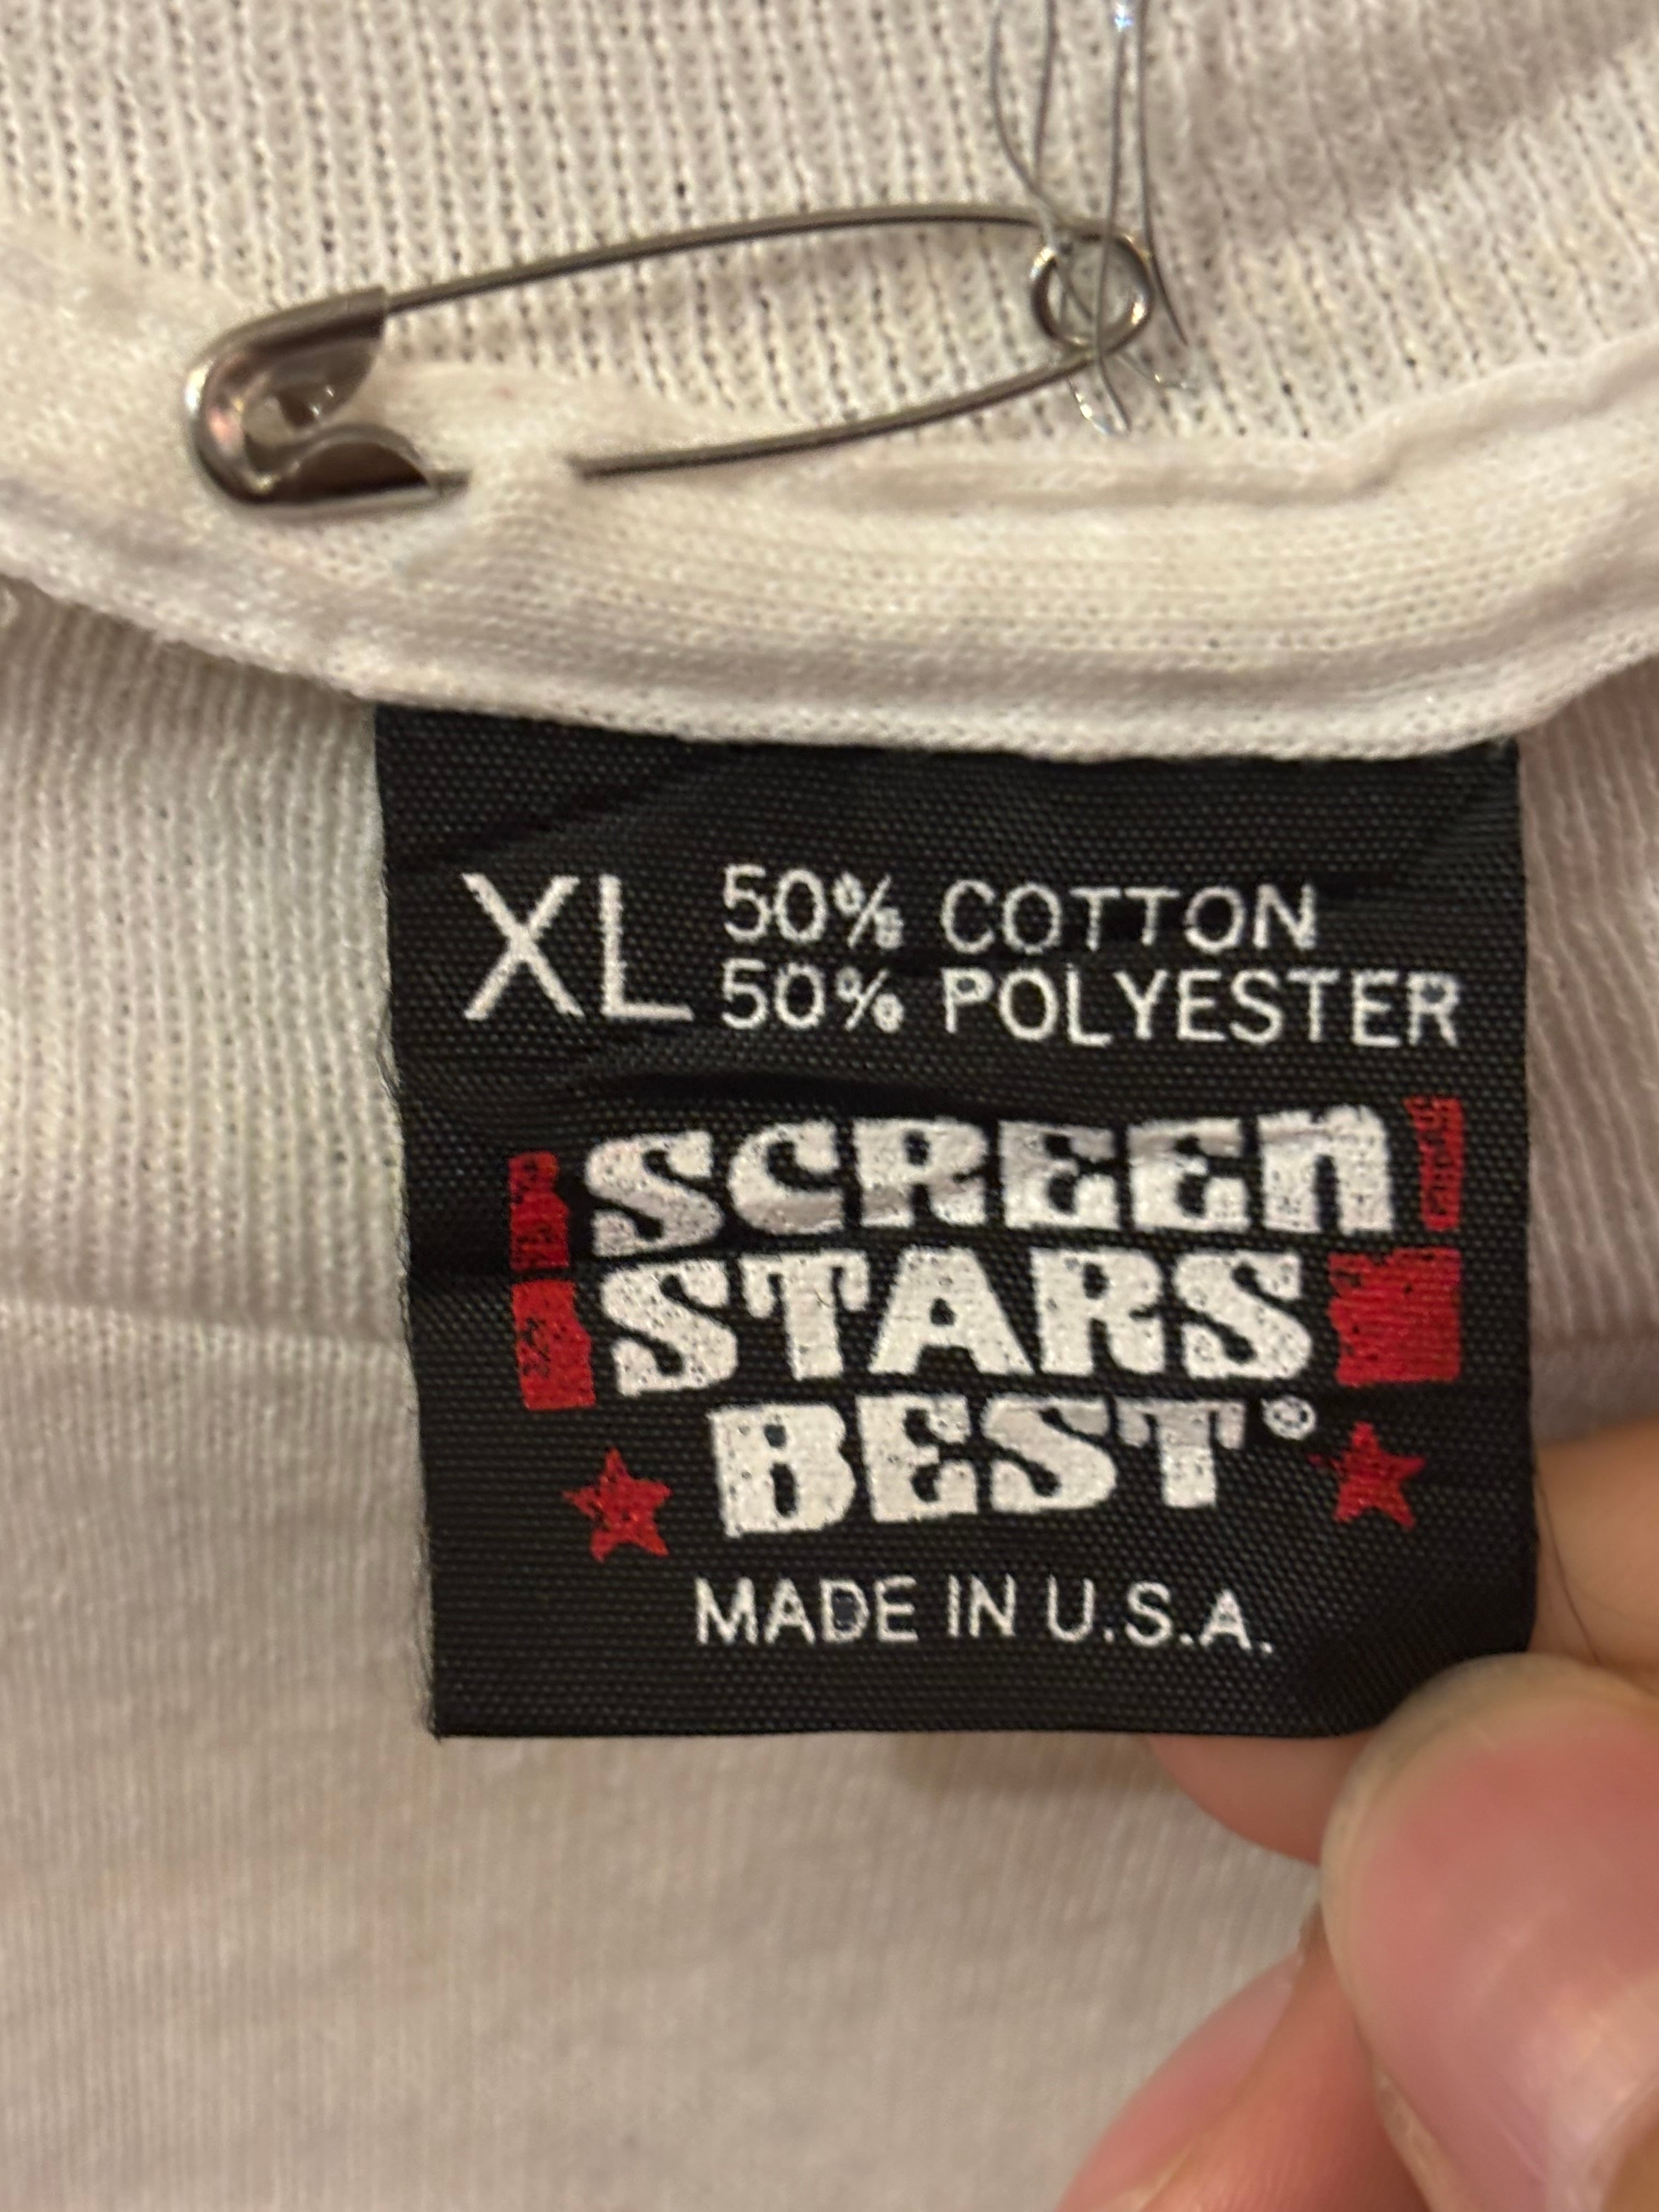 XL 50% COTTON
50% POLYESTER
SCREEN
STARS
BEST®
MADE IN U.S.A.